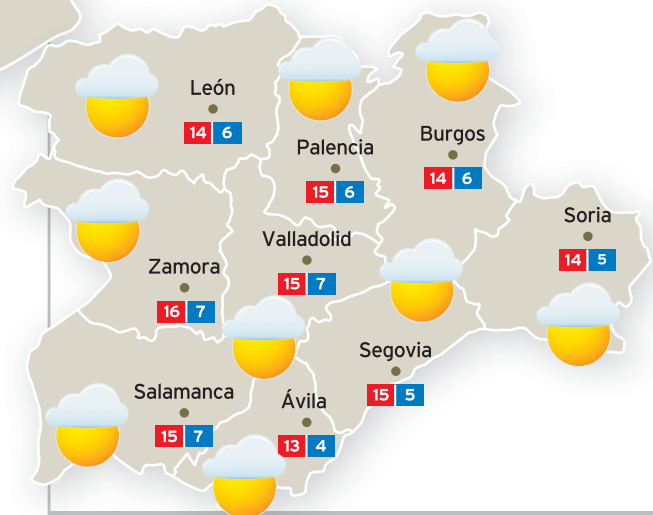 León
14 6
Palencia
15 6
Burgos
14 6
Soria
14 5
Valladolid
15 7
Zamora
16 7
Segovia
15 5
Salamanca
15 7
Ávila
13 4